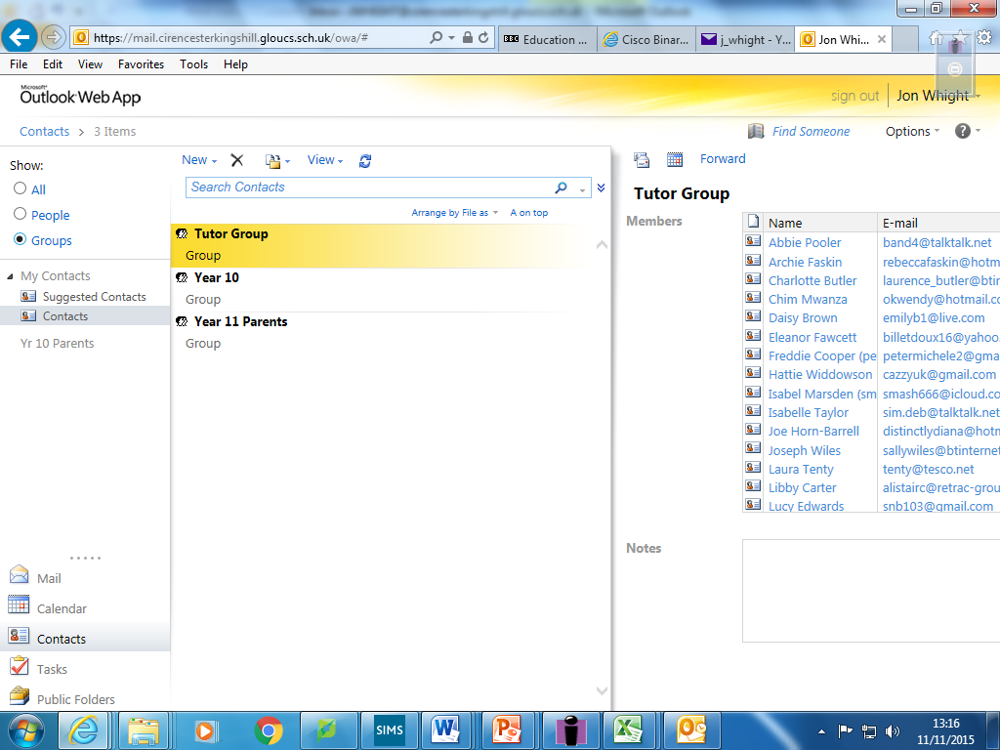 https://mail.cirencesterkingshill.gloucs.sch.uk/owa/#
BBC Education ...
Cisco Binar...
j_whight - Y...
Jon Whi...
File Edit View Favorites Tools Help
Microsoft®
Outlook Web App
sign out Jon Whight
Contacts > 3 Items
Find Someone Options
Show:
All
People
Groups
My Contacts
Suggested Contacts
Contacts
Yr 10 Parents
Mail
Calendar
Contacts
Tasks
Public Folders
New View
Search Contacts
Arrange by File as A on top
Tutor Group
Group
Year 10
Group
Year 11 Parents
Group
Forward
Tutor Group
Members
Name E-mail
Abbie Pooler band4@talktalk.net
Archie Faskin rebeccafaskin@hotm
Charlotte Butler laurence_butler@btin
Chim Mwanza okwendy@hotmail.co
Daisy Brown emilyb1@live.com
Eleanor Fawcett billetdoux16@yahoo.
Freddie Cooper (pe petermichele2@gma
Hattie Widdowson cazzyuk@gmail.com
Isabel Marsden (sm smash666@icloud.co
Isabelle Taylor sim.deb@talktalk.net
Joe Horn-Barrell distinctlydiana@hotn
Joseph Wiles sallywiles@btinternet
Laura Tenty tenty@tesco.net
Libby Carter alistairc@retrac-grou
Lucy Edwards snb103@gmail.com
Notes
SIMS
13:16
11/11/2015